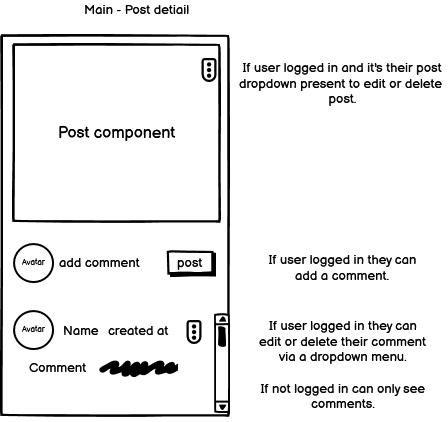 Main - Post detiail
If user logged in and it's their post
dropdown present to edit or delete
post.
Post component
Avatar
add comment
post
If user logged in they can
add a comment.
Avatar
Name created at
If user logged in they can
edit or delete their comment
via a dropdown menu.
Comment
If not logged in can only see
comments.